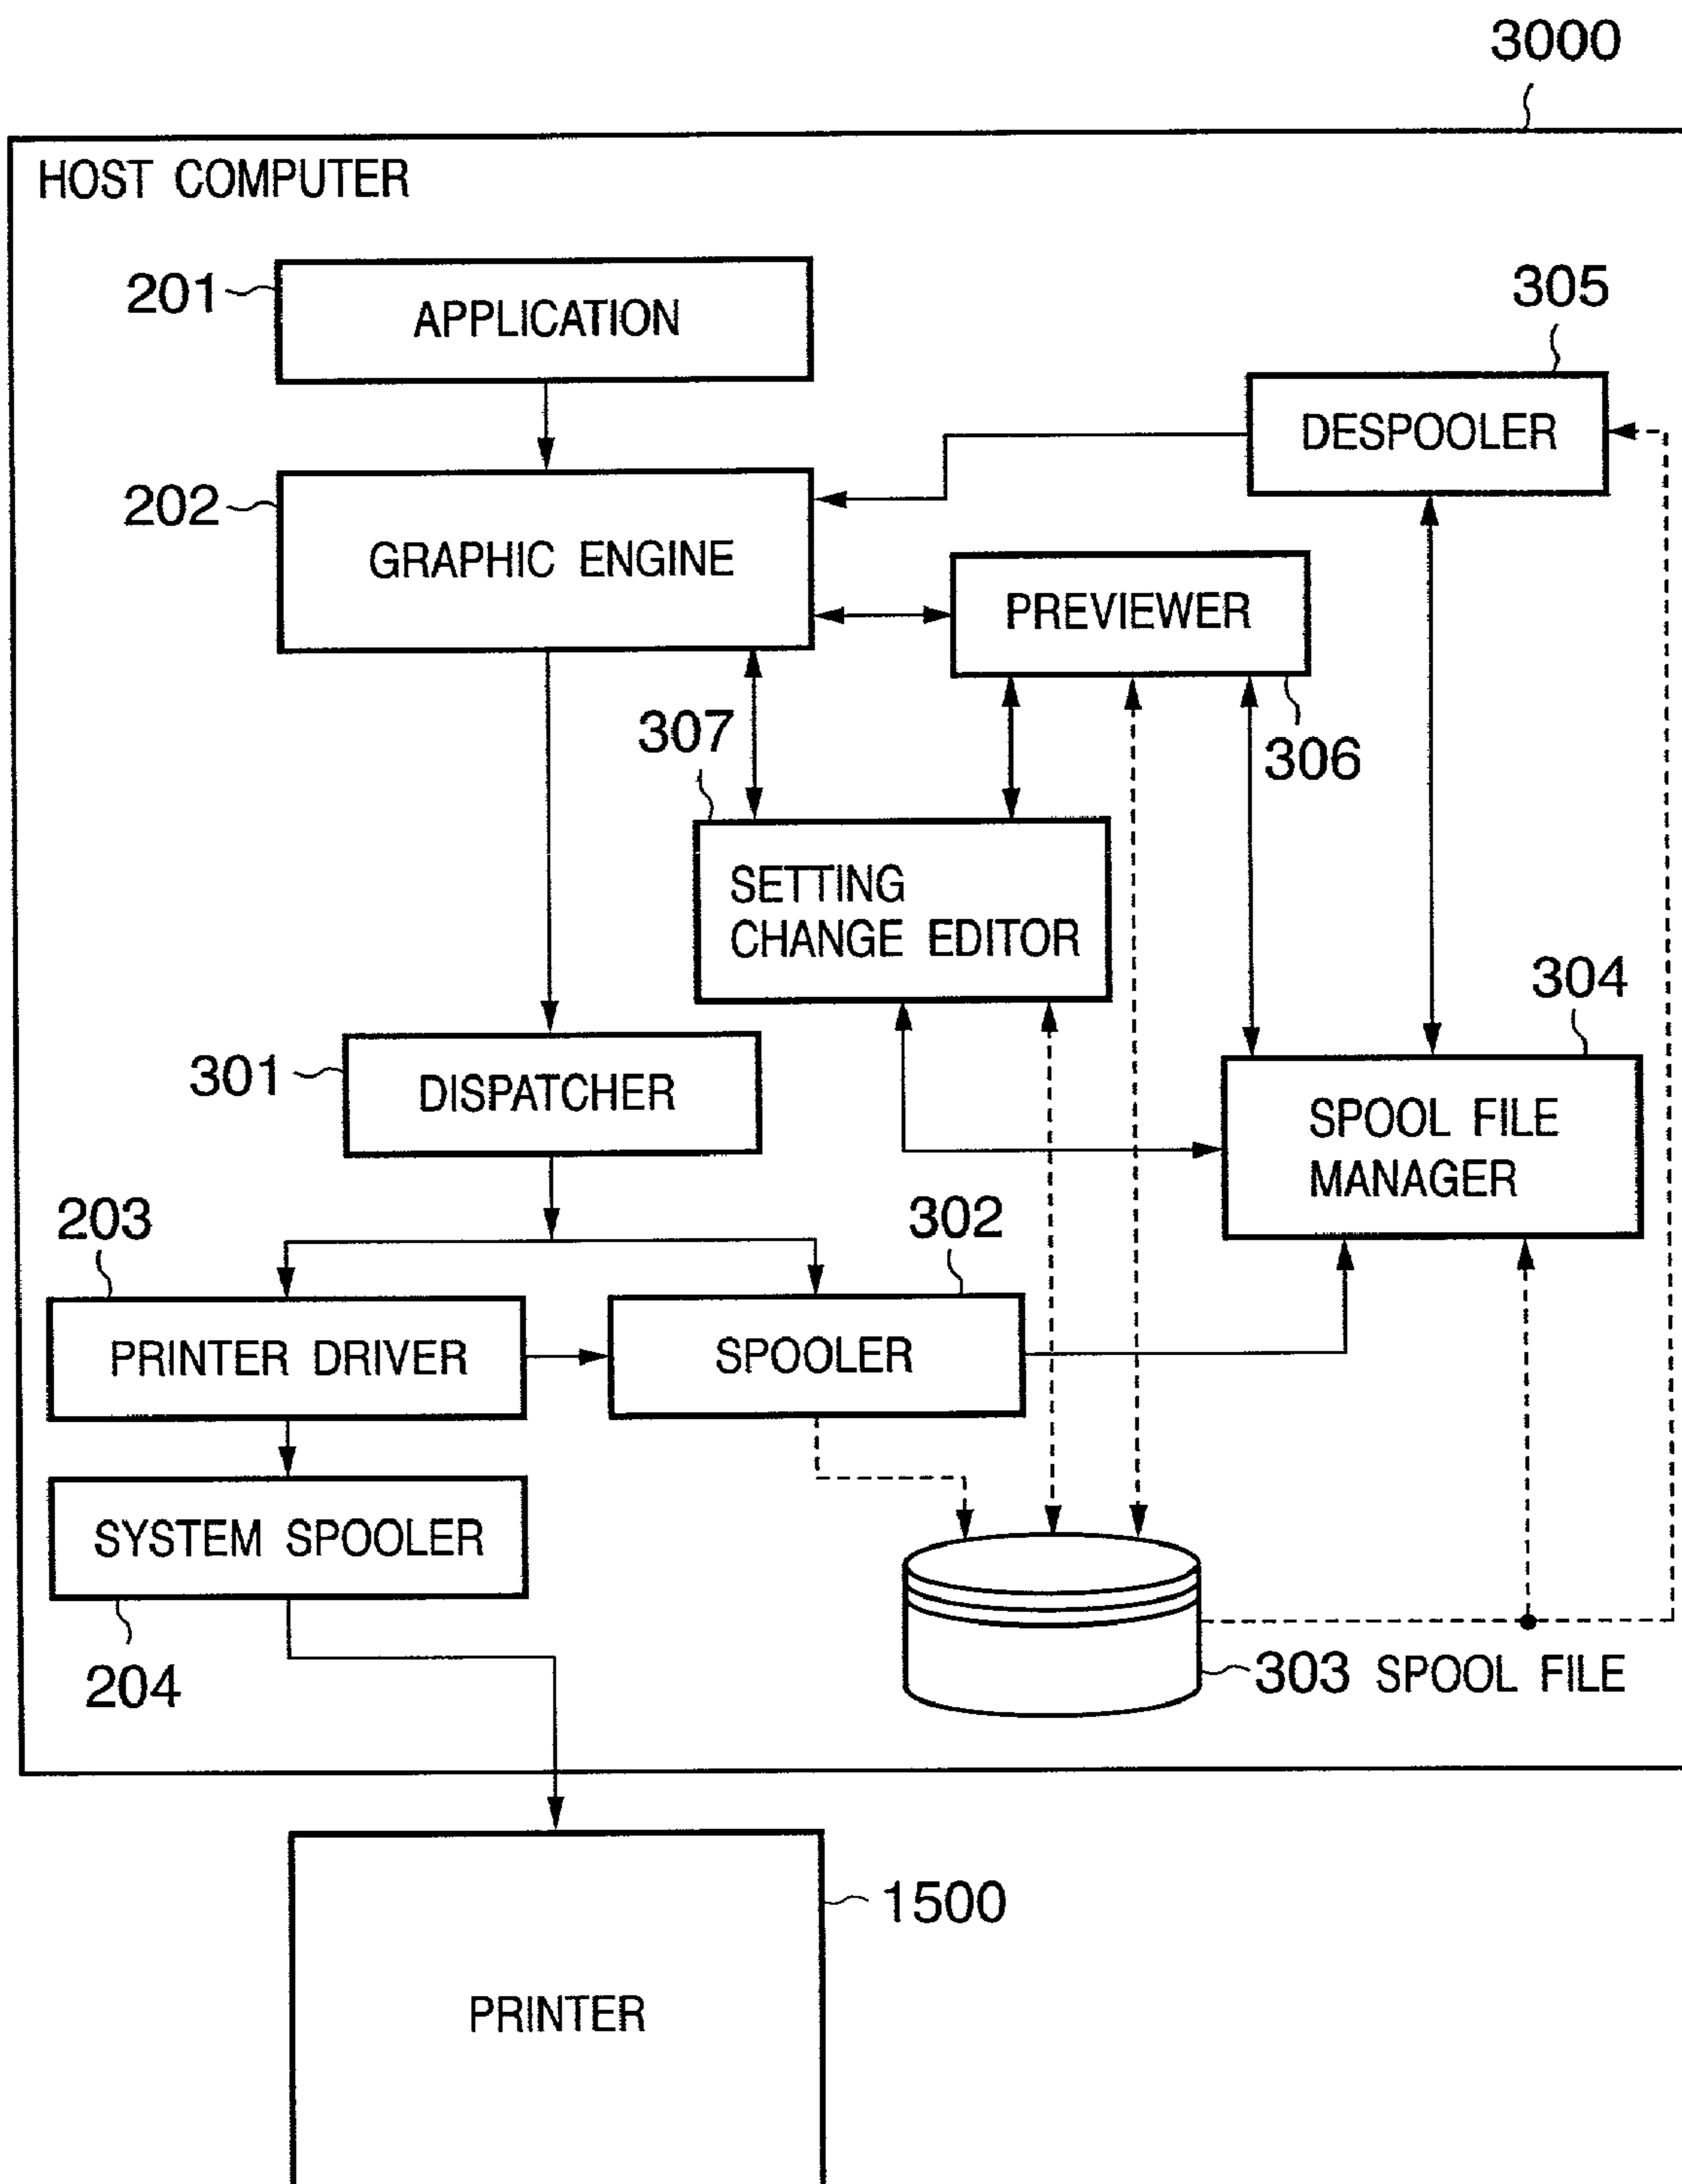 3000
HOST COMPUTER
201
APPLICATION
305
DESPOOLER
202
GRAPHIC ENGINE
PREVIEWER
307
306
SETTING
CHANGE EDITOR
304
301
DISPATCHER
SPOOL FILE
MANAGER
203
302
PRINTER DRIVER
SPOOLER
SYSTEM SPOOLER
204
303 SPOOL FILE
1500
PRINTER